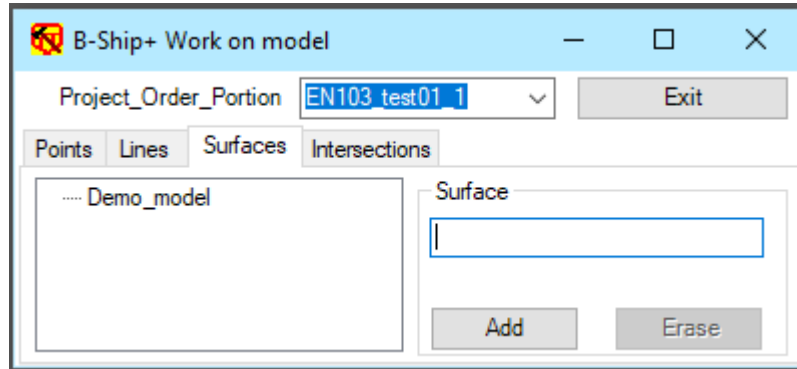 B-Ship+ Work on model
Project_Order_Portion EN103_test01_1 Exit
Points Lines Surfaces Intersections
Demo_model
Surface
Add Erase